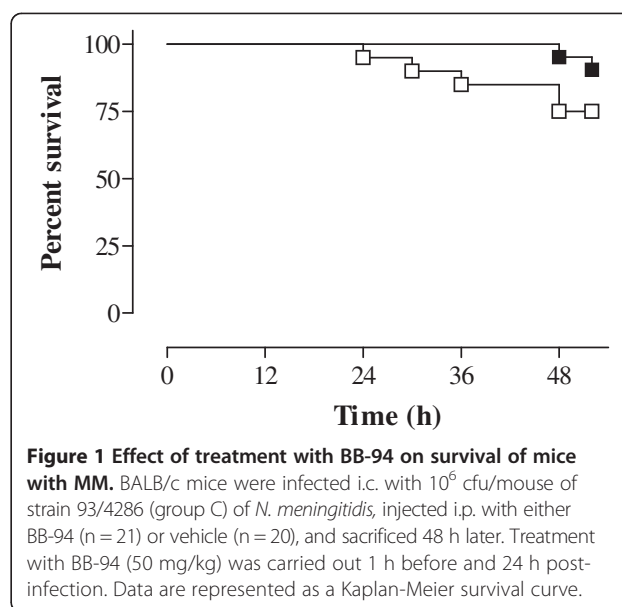 100
75
50
25
0
Percent survival
0 12 24 36 48
Time (h)
Figure 1 Effect of treatment with BB-94 on survival of mice
with MM. BALB/c mice were infected i.c. with 10⁶ cfu/mouse of
strain 93/4286 (group C) of N. meningitidis, injected i.p. with either
BB-94 (n = 21) or vehicle (n = 20), and sacrificed 48 h later. Treatment
with BB-94 (50 mg/kg) was carried out 1 h before and 24 h post-
infection. Data are represented as a Kaplan-Meier survival curve.